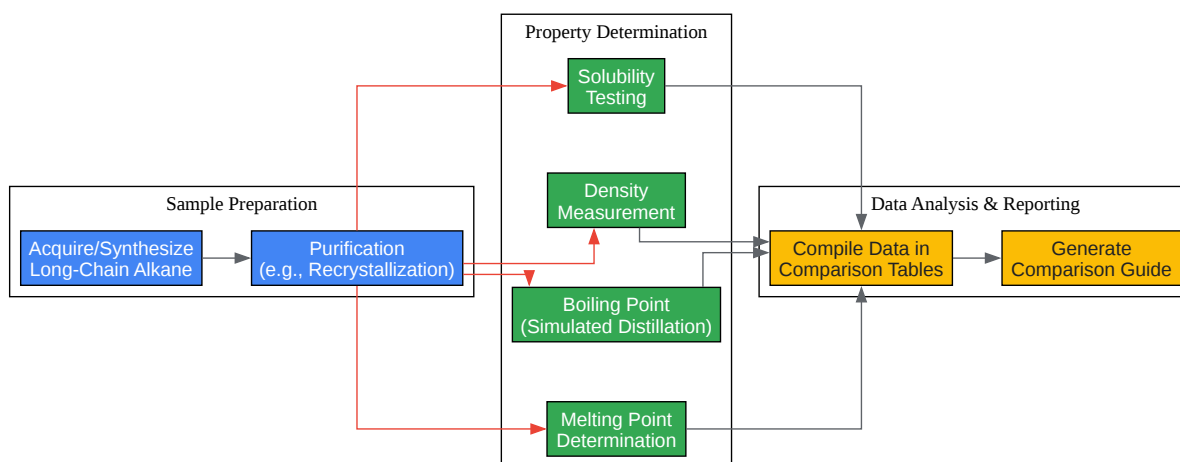 Sample Preparation
Acquire/Synthesize
Long-Chain Alkane
Purification
(e.g., Recrystallization)
Property Determination
Solubility
Testing
Density
Measurement
Boiling Point
(Simulated Distillation)
Melting Point
Determination
Data Analysis & Reporting
Compile Data in
Comparison Tables
Generate
Comparison Guide